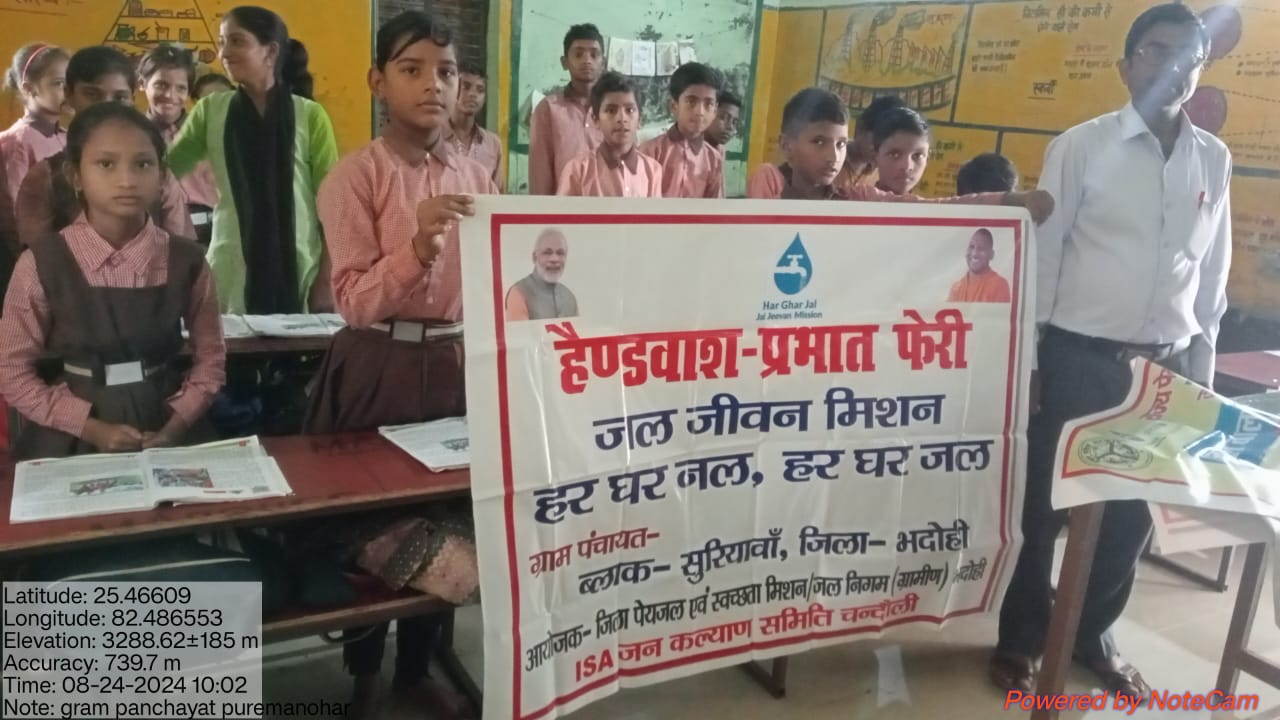 Har Ghar Jal
Jal Jeevan Mission
हैण्डवाश-प्रभात फेरी
जल जीवन मिशन
हर घर नल, हर घर जल
ग्राम पंचायत-
ब्लाक- सुरियावाँ, जिला- भदोही
आयोजक- जिला पेयजल एवं स्वच्छता मिशन/जल निगम (ग्रामीण) भदोही
ISA जन कल्याण समिति चन्दौली
स्कर्वी
Latitude: 25.46609
Longitude: 82.486553
Elevation: 3288.62±185 m
Accuracy: 739.7 m
Time: 08-24-2024 10:02
Note: gram panchayat puremanohar
Powered by NoteCam